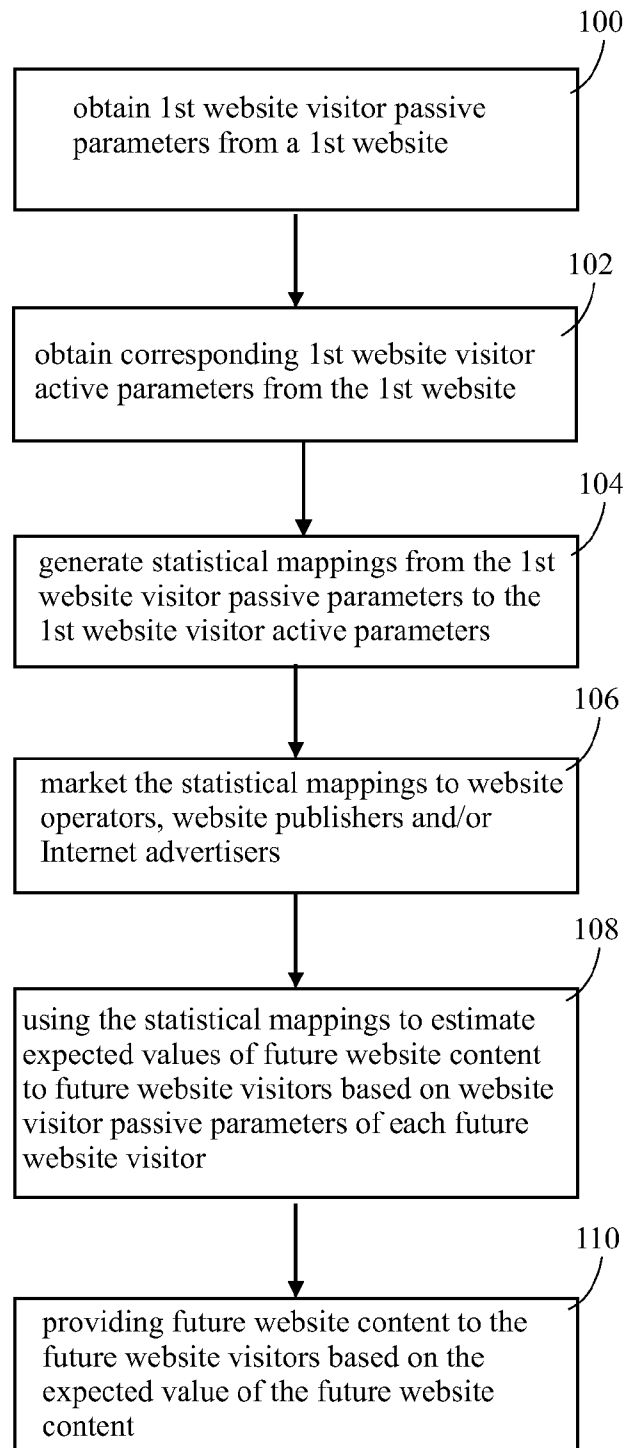 100
obtain 1st website visitor passive
parameters from a 1st website
102
obtain corresponding 1st website visitor
active parameters from the 1st website
104
generate statistical mappings from the 1st
website visitor passive parameters to the
1st website visitor active parameters
106
market the statistical mappings to website
operators, website publishers and/or
Internet advertisers
108
using the statistical mappings to estimate
expected values of future website content
to future website visitors based on website
visitor passive parameters of each future
website visitor
110
providing future website content to the
future website visitors based on the
expected value of the future website
content